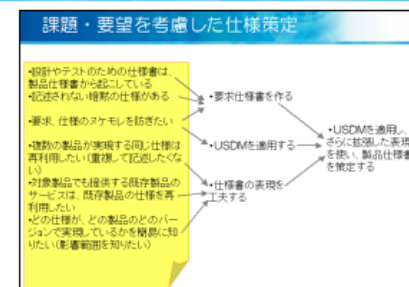 課題・要望を考慮した仕様策定
•設計やテストのための仕様書は、
製品仕様書から起こしている
•記述されない暗黙の仕様がある
•要求、仕様のヌケモレを防ぎたい
•複数の製品が実現する同じ仕様は
再利用したい(重複して記述したくな
い)
•対象製品でも提供する既存製品の
サービスは、既存製品の仕様を再
利用したい
•どの仕様が、どの製品のどのバー
ジョンで実現しているかを簡易に知
りたい(影響範囲を知りたい)
•要求仕様書を作る
•USDMを適用する
•仕様書の表現を
工夫する
•USDMを適用し、
さらに拡張した表現
を使い、製品仕様書
を策定する